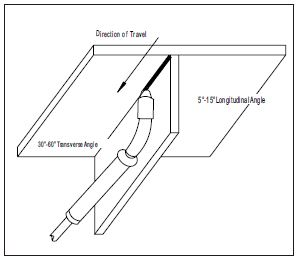 Direction of Travel
5°-15° Longitudinal Angle
30°-60° Transverse Angle